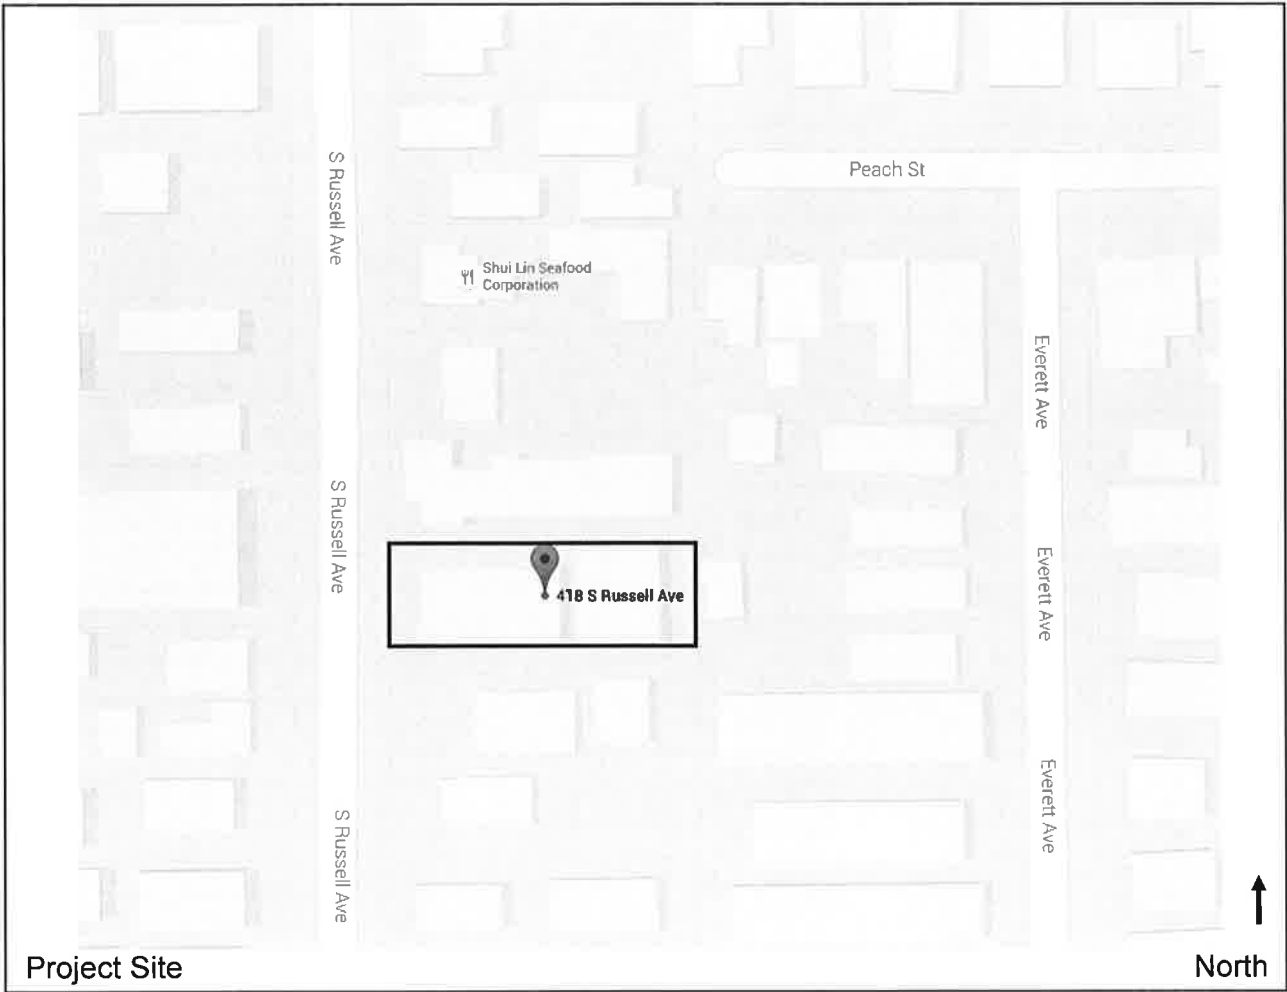 Peach St
S Russell Ave
Shui Lin Seafood
Corporation
Everett Ave
S Russell Ave
Everett Ave
418 S Russell Ave
Everett Ave
S Russell Ave
Project Site
North